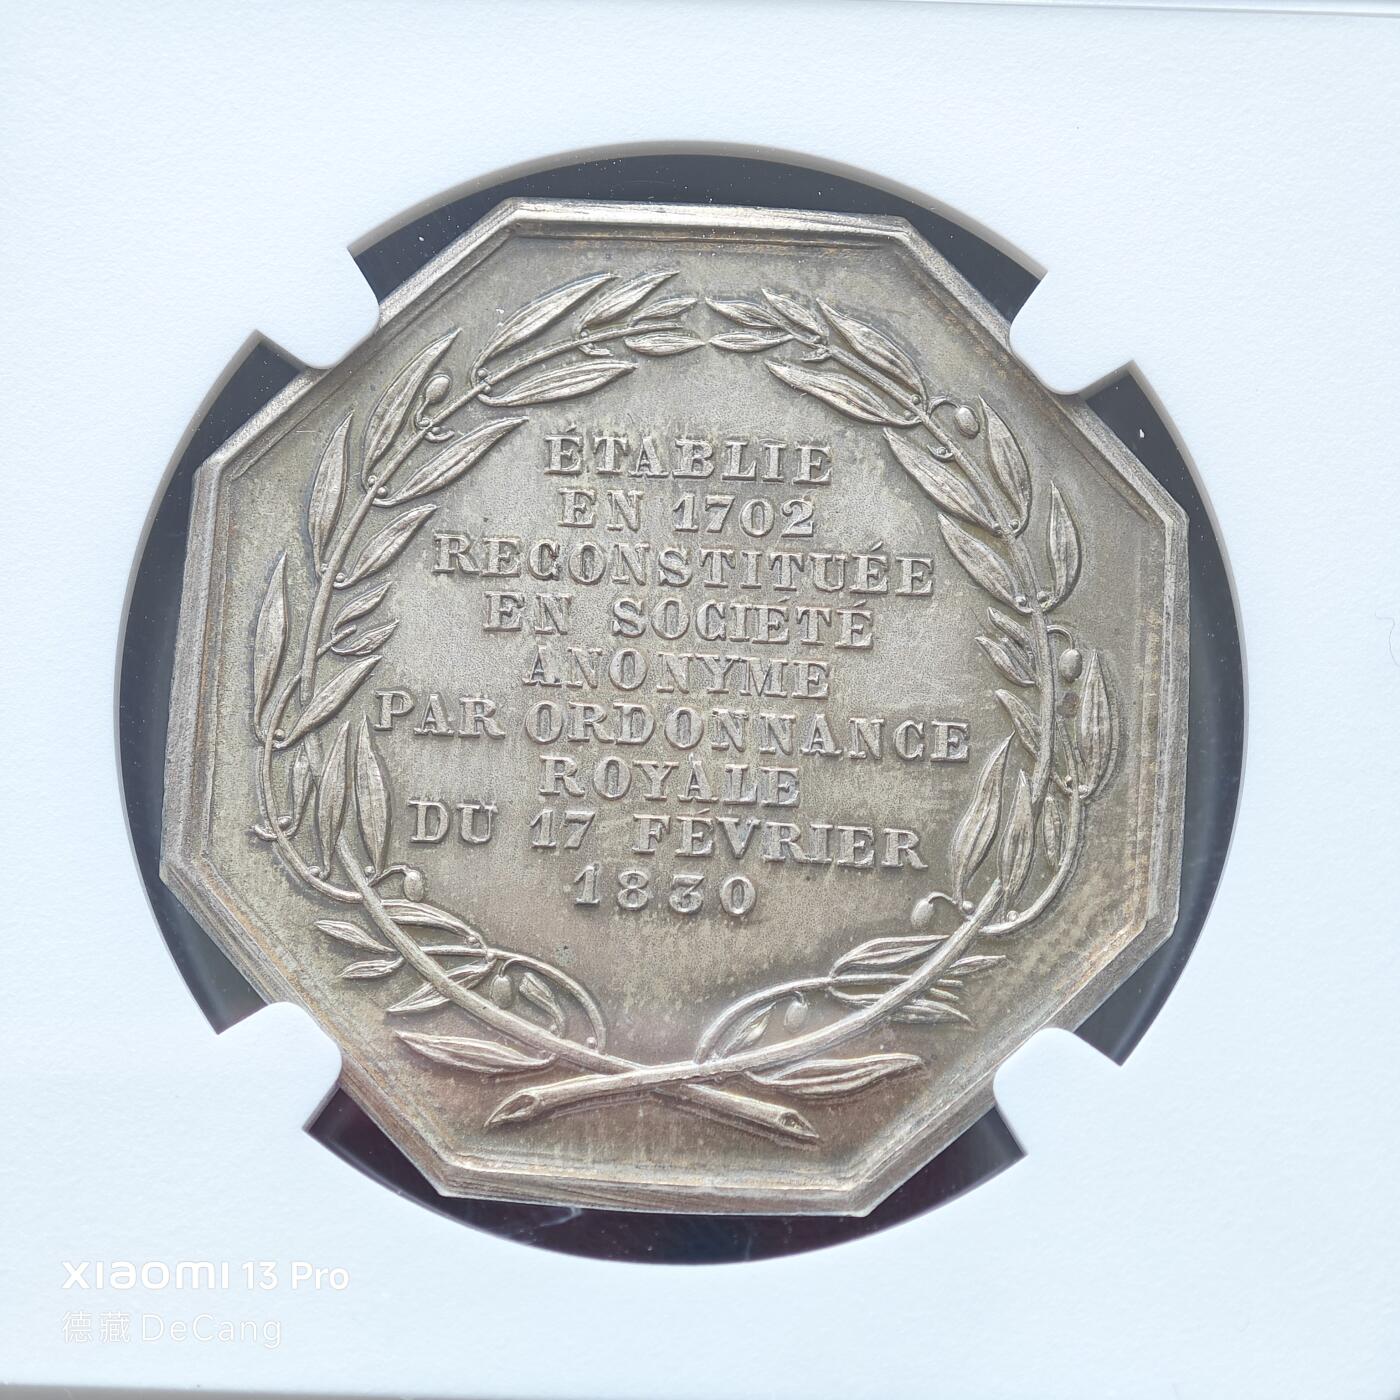 ÉTABLIE
EN 1702
RECONSTITUÉE
EN SOCIÉTÉ
ANONYME
PAR ORDONNANCE
ROYALE
DU 17 FÉVRIER
1830
xiaomi 13 Pro
德藏 DeCang